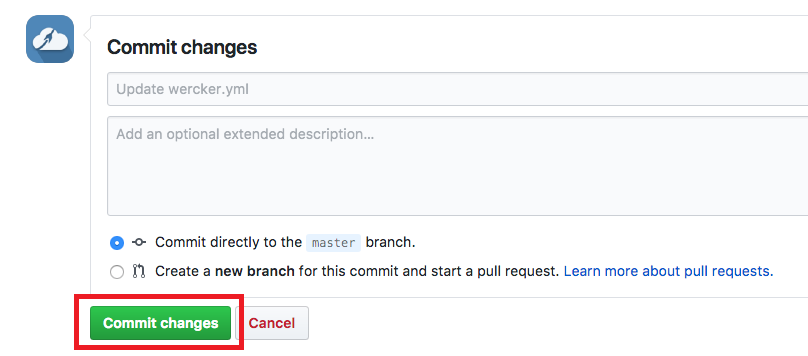 Commit changes
Update wercker.yml
Add an optional extended description...
Commit directly to the master branch.
Create a new branch for this commit and start a pull request. Learn more about pull requests.
Commit changes Cancel